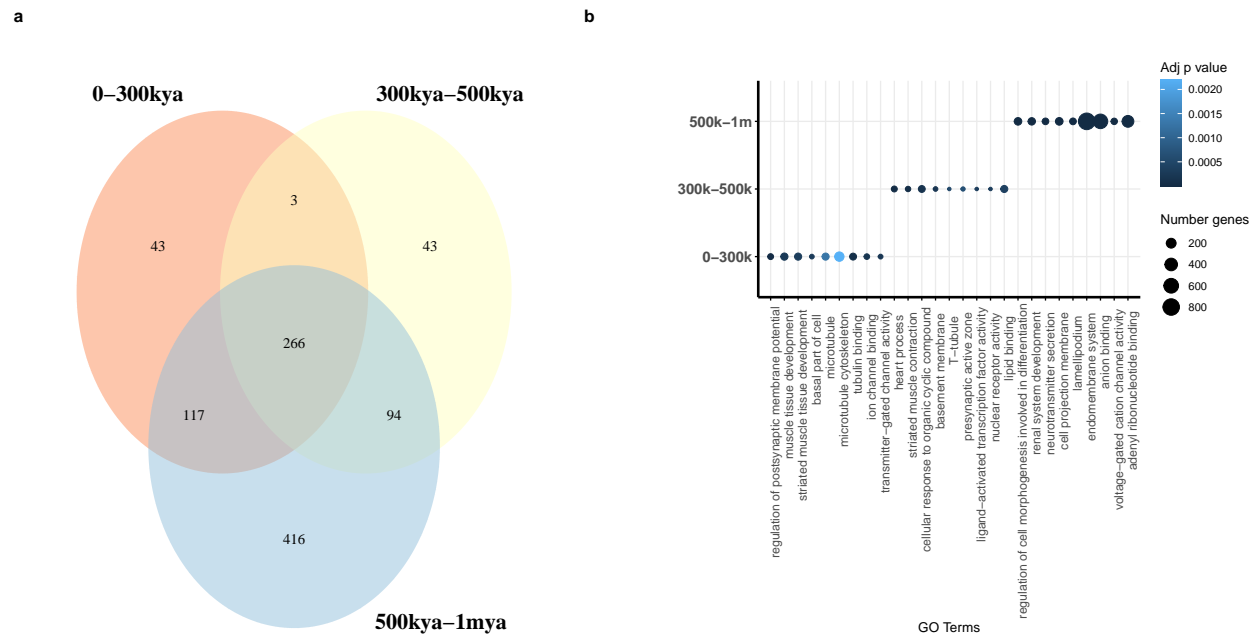 a
0–300kya
300kya–500kya
3
43
43
266
117
94
416
500kya–1mya
b
500k–1m
300k–500k
0–300k
regulation of postsynaptic membrane potential
muscle tissue development
striated muscle tissue development
basal part of cell
microtubule
microtubule cytoskeleton
tubulin binding
ion channel binding
transmitter–gated channel activity
heart process
striated muscle contraction
cellular response to organic cyclic compound
basement membrane
T–tubule
presynaptic active zone
ligand–activated transcription factor activity
nuclear receptor activity
lipid binding
regulation of cell morphogenesis involved in differentiation
renal system development
neurotransmitter secretion
cell projection membrane
lamellipodium
endomembrane system
anion binding
voltage–gated cation channel activity
adenyl ribonucleotide binding
GO Terms
Adj p value
0.0020
0.0015
0.0010
0.0005
Number genes
200
400
600
800